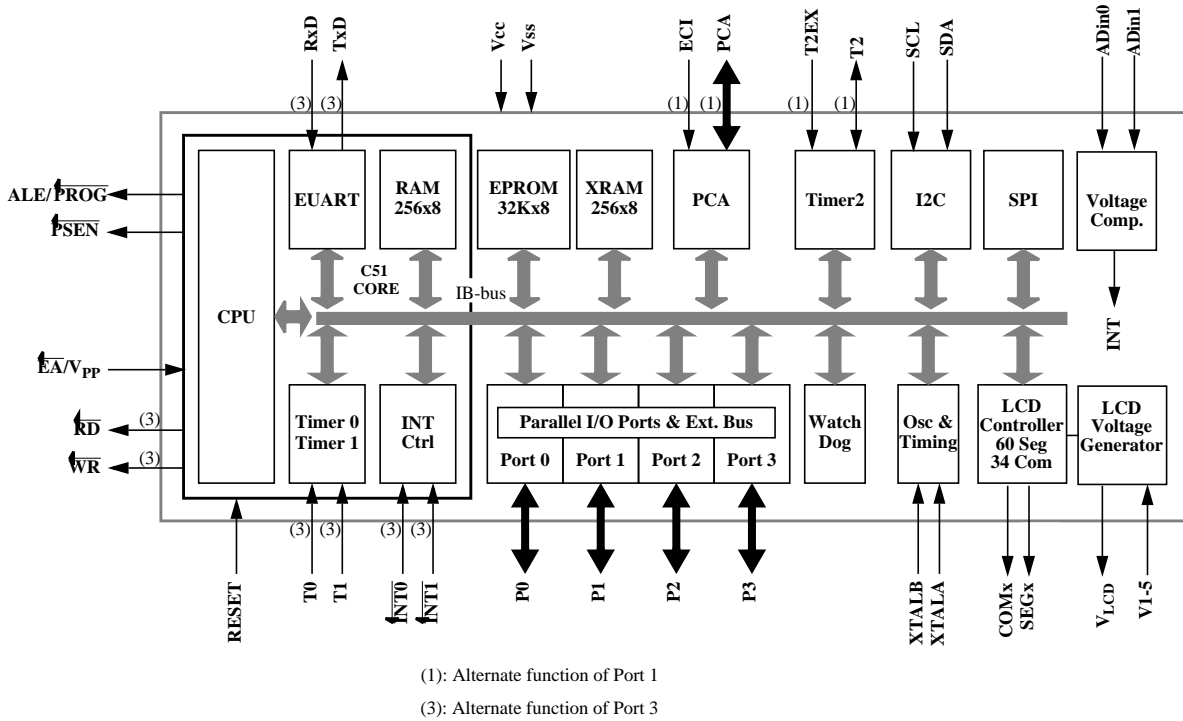 RxD
TxD
Vcc
Vss
ECI
PCA
T2EX
T2
SCL
SDA
ADin0
ADin1
(3) (3)
(1) (1)
(1) (1)
ALE/PROG
PSEN
EA/VPP
RD
(3)
WR
(3)
CPU
EUART
RAM
256x8
C51
CORE
IB-bus
EPROM
32Kx8
XRAM
256x8
PCA
Timer2
I2C
SPI
Voltage
Comp.
INT
Timer 0
Timer 1
INT
Ctrl
Parallel I/O Ports & Ext. Bus
Port 0
Port 1
Port 2
Port 3
Watch
Dog
Osc &
Timing
LCD
Controller
60 Seg
34 Com
LCD
Voltage
Generator
(3) (3)
(3) (3)
RESET
T0
T1
INT0
INT1
P0
P1
P2
P3
XTALB
XTALA
COMx
SEGx
VLCD
V1-5
(1): Alternate function of Port 1
(3): Alternate function of Port 3